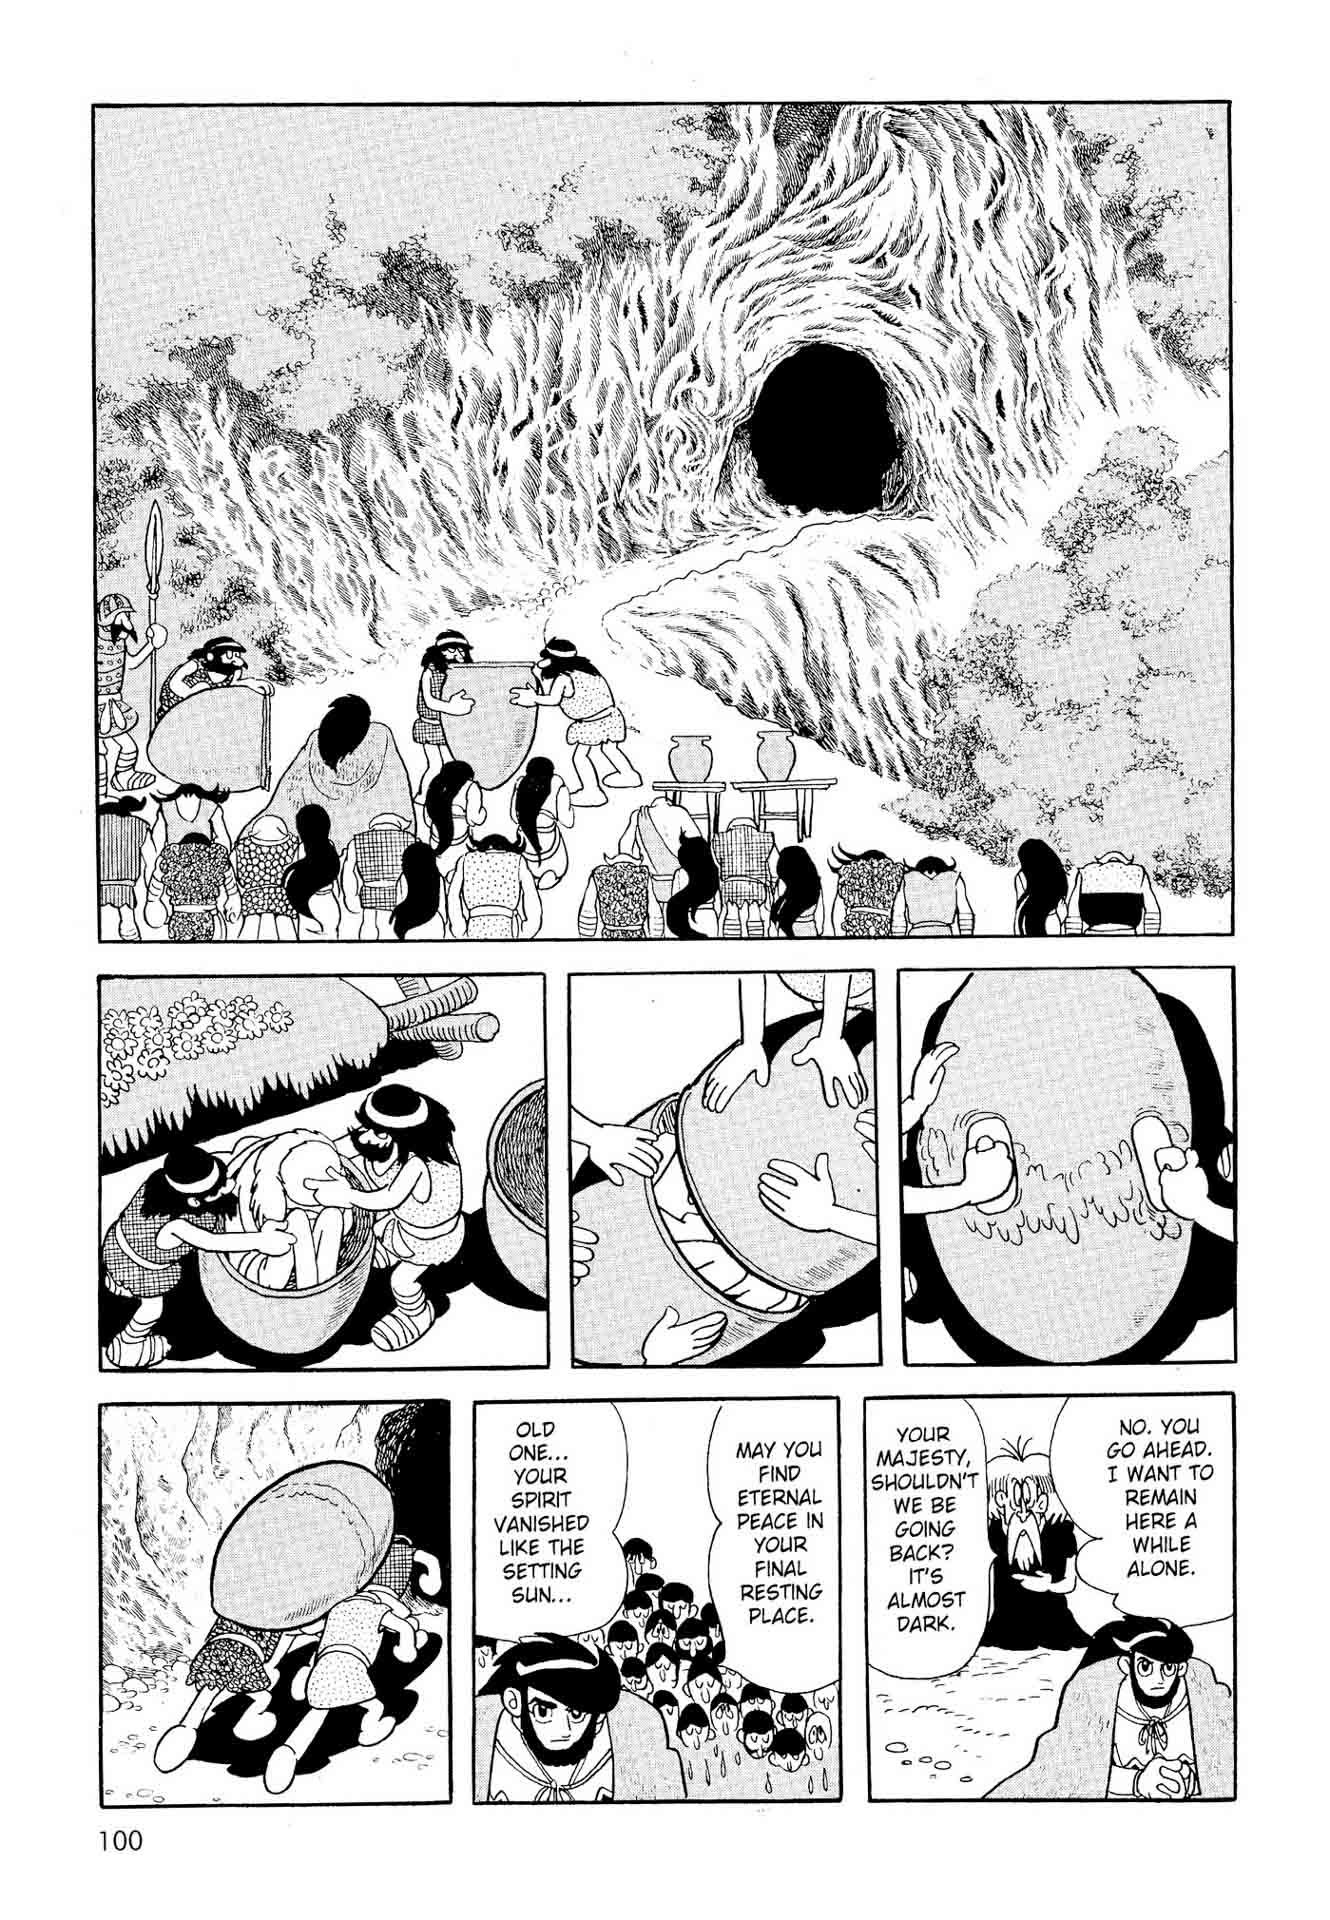 OLD
ONE...
YOUR
SPIRIT
VANISHED
LIKE THE
SETTING
SUN...
MAY YOU
FIND
ETERNAL
PEACE IN
YOUR
FINAL
RESTING
PLACE.
YOUR
MAJESTY,
SHOULDN'T
WE BE
GOING
BACK?
IT'S
ALMOST
DARK.
NO. YOU
GO AHEAD.
I WANT TO
REMAIN
HERE A
WHILE
ALONE.
100